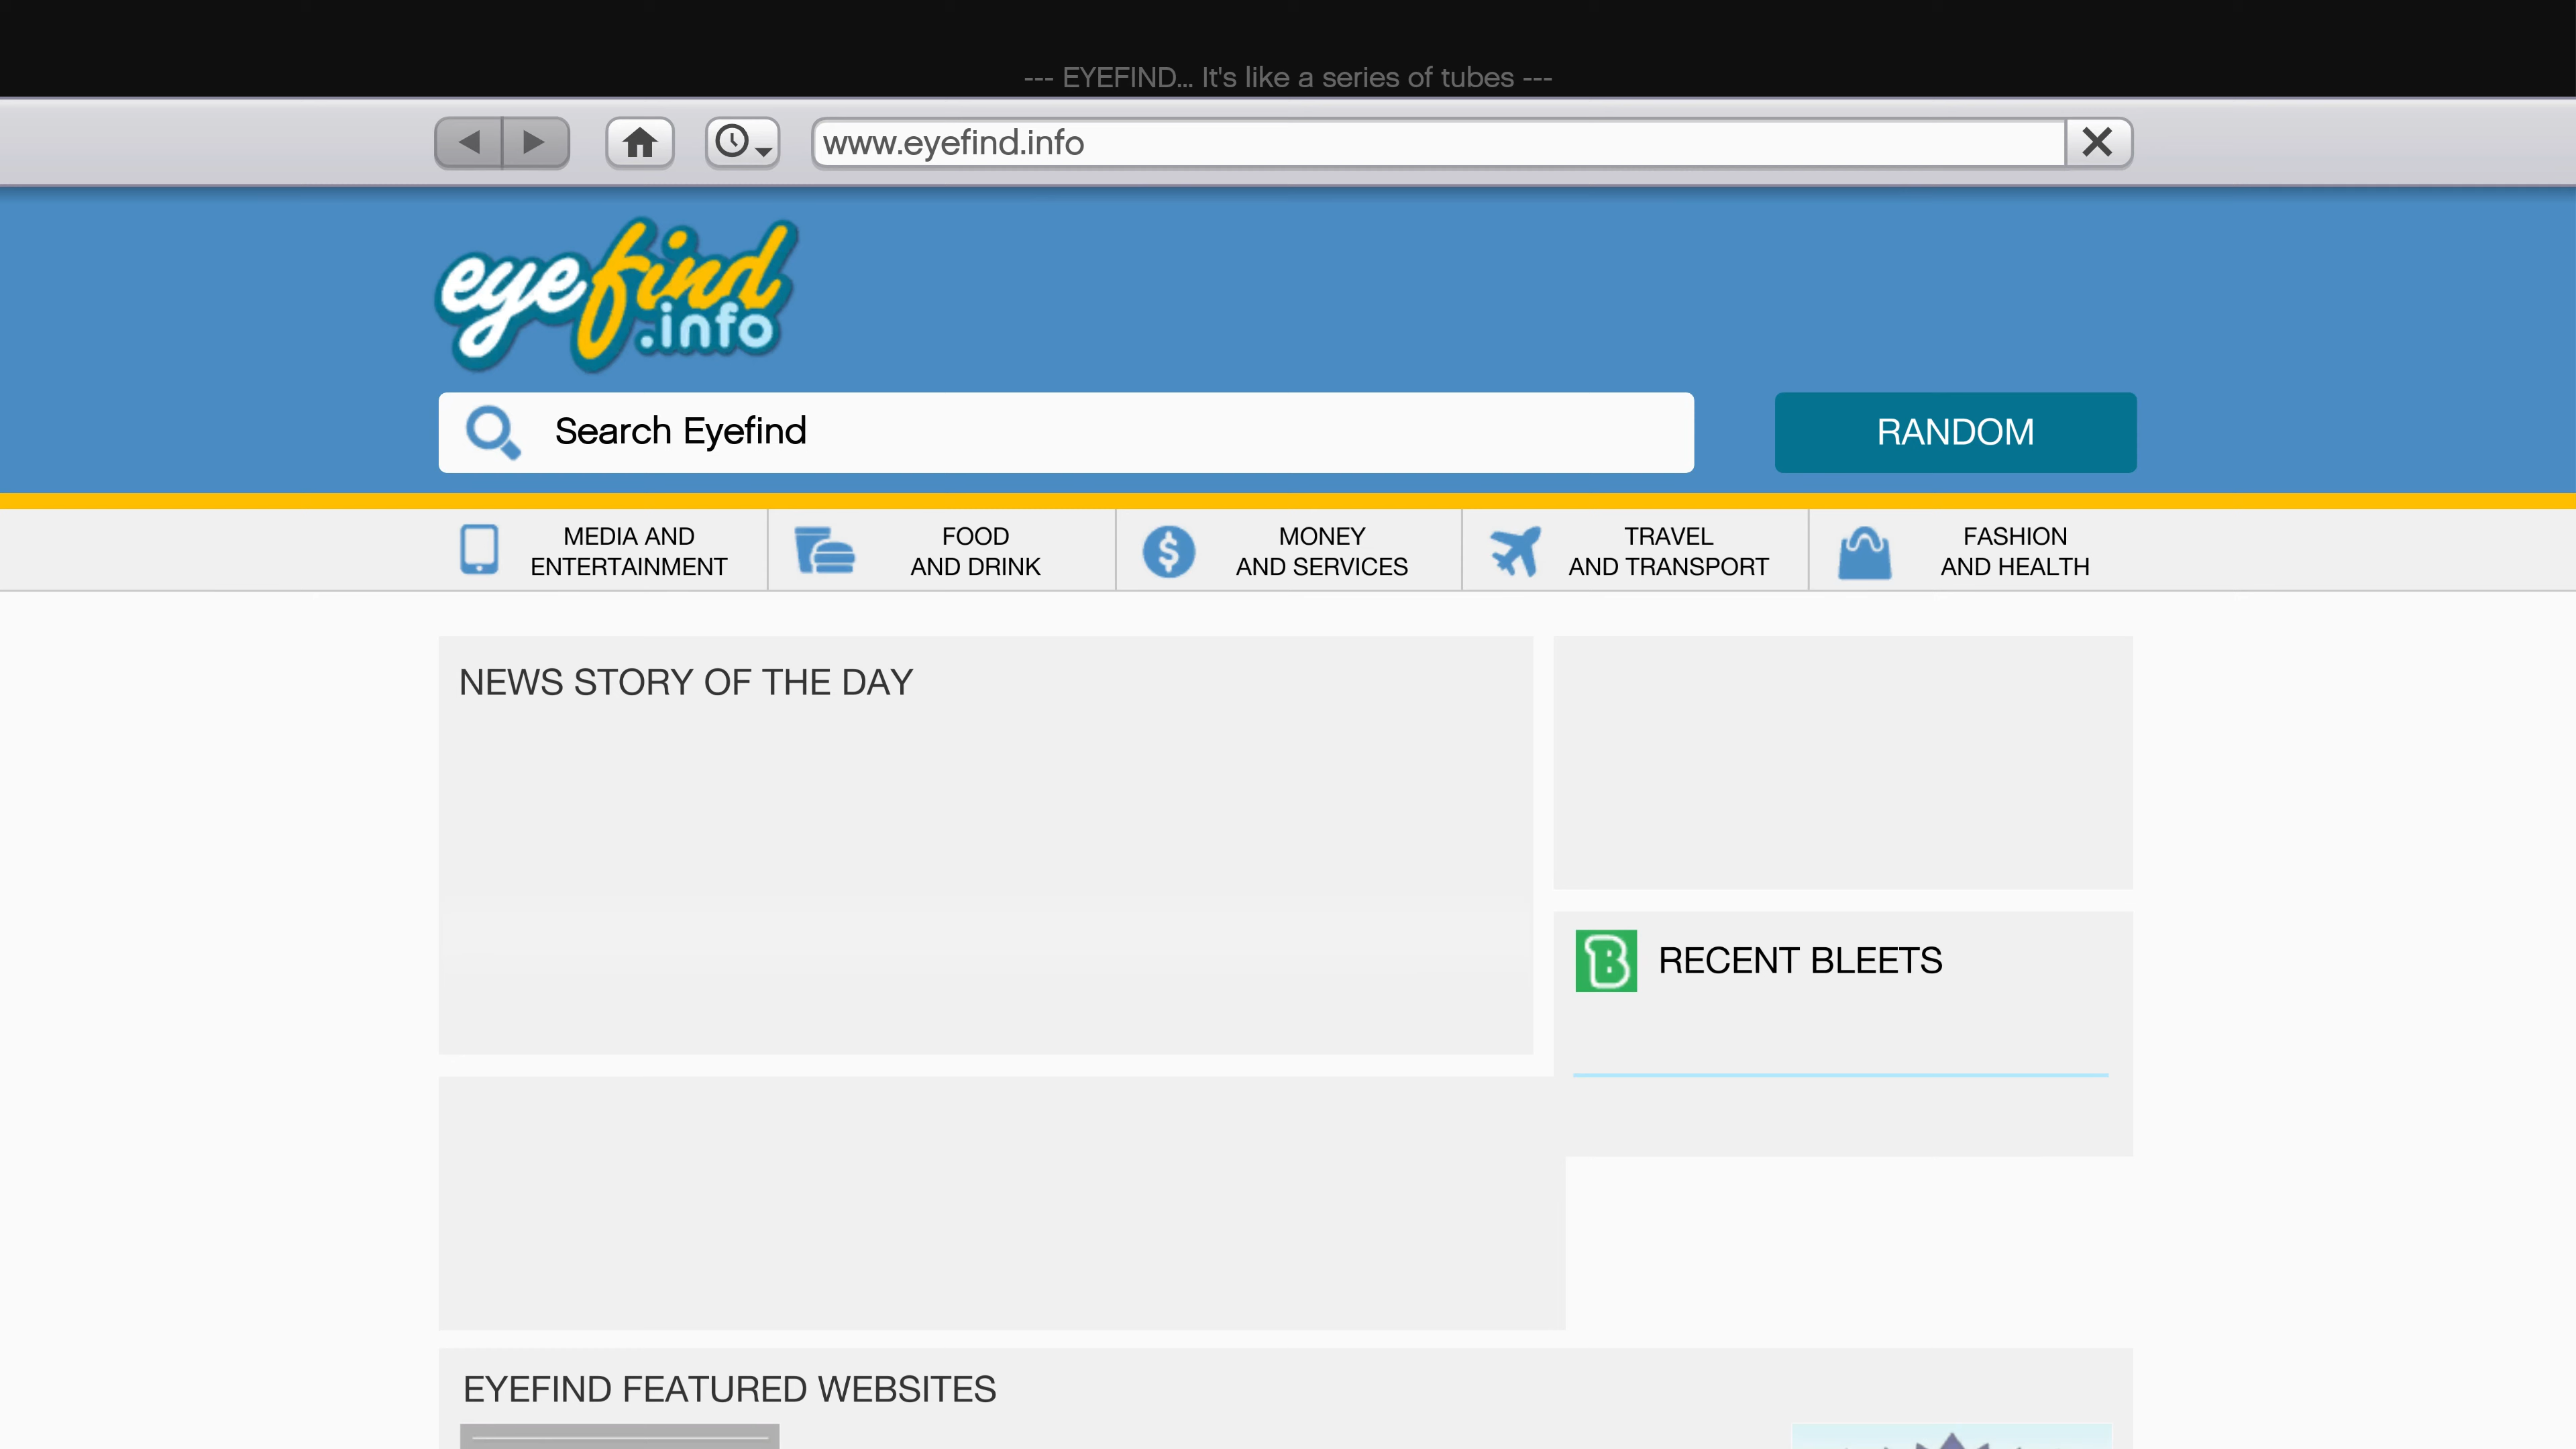 --- EYEFIND... It's like a series of tubes ---
www.eyefind.info
eyefind
.info
Search Eyefind
RANDOM
MEDIA AND
ENTERTAINMENT
FOOD
AND DRINK
MONEY
AND SERVICES
TRAVEL
AND TRANSPORT
FASHION
AND HEALTH
NEWS STORY OF THE DAY
B
RECENT BLEETS
EYEFIND FEATURED WEBSITES